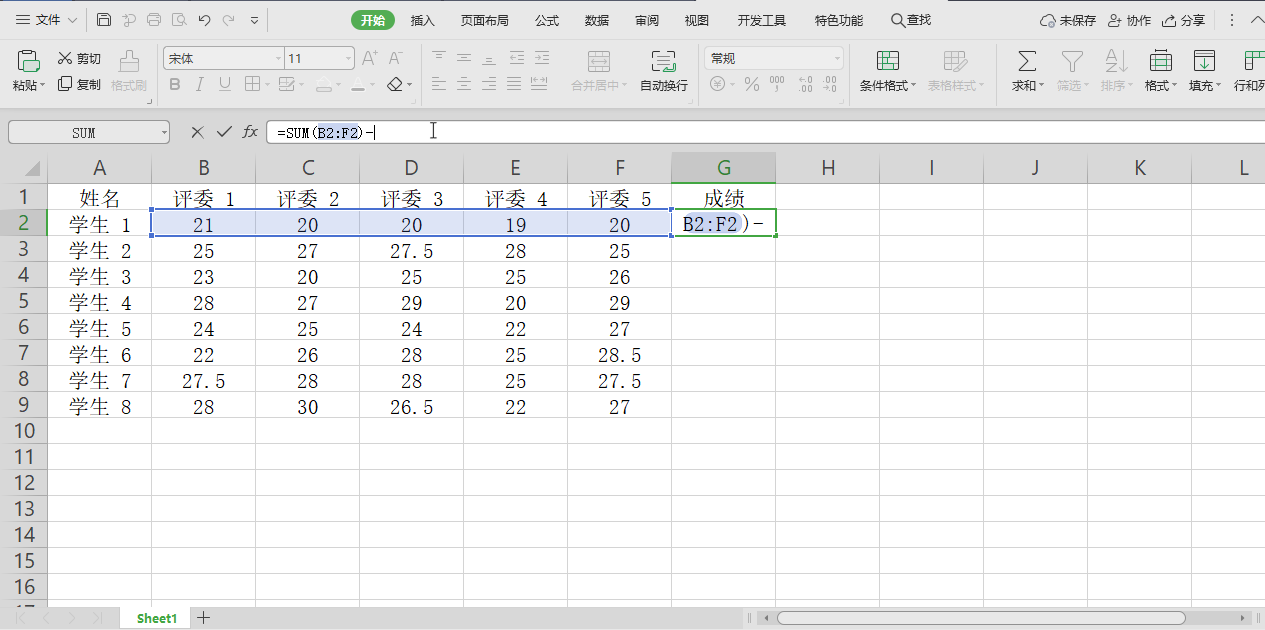 文件 开始 插入 页面布局 公式 数据 审阅 视图 开发工具 特色功能 查找 未保存 协作 分享
粘贴 剪切 复制 格式刷 宋体 11 A⁺ A⁻ B I U 合并居中 自动换行 常规 ¥ % 000 .00 条件格式 表格样式 求和 筛选 排序 格式 填充 行和列
SUM fx =SUM(B2:F2)-
A B C D E F G H I J K L
1 姓名 评委 1 评委 2 评委 3 评委 4 评委 5 成绩
2 学生 1 21 20 20 19 20 B2:F2)-
3 学生 2 25 27 27.5 28 25
4 学生 3 23 20 25 25 26
5 学生 4 28 27 29 20 29
6 学生 5 24 25 24 22 27
7 学生 6 22 26 28 25 28.5
8 学生 7 27.5 28 28 25 27.5
9 学生 8 28 30 26.5 22 27
10
11
12
13
14
15
16
17
Sheet1